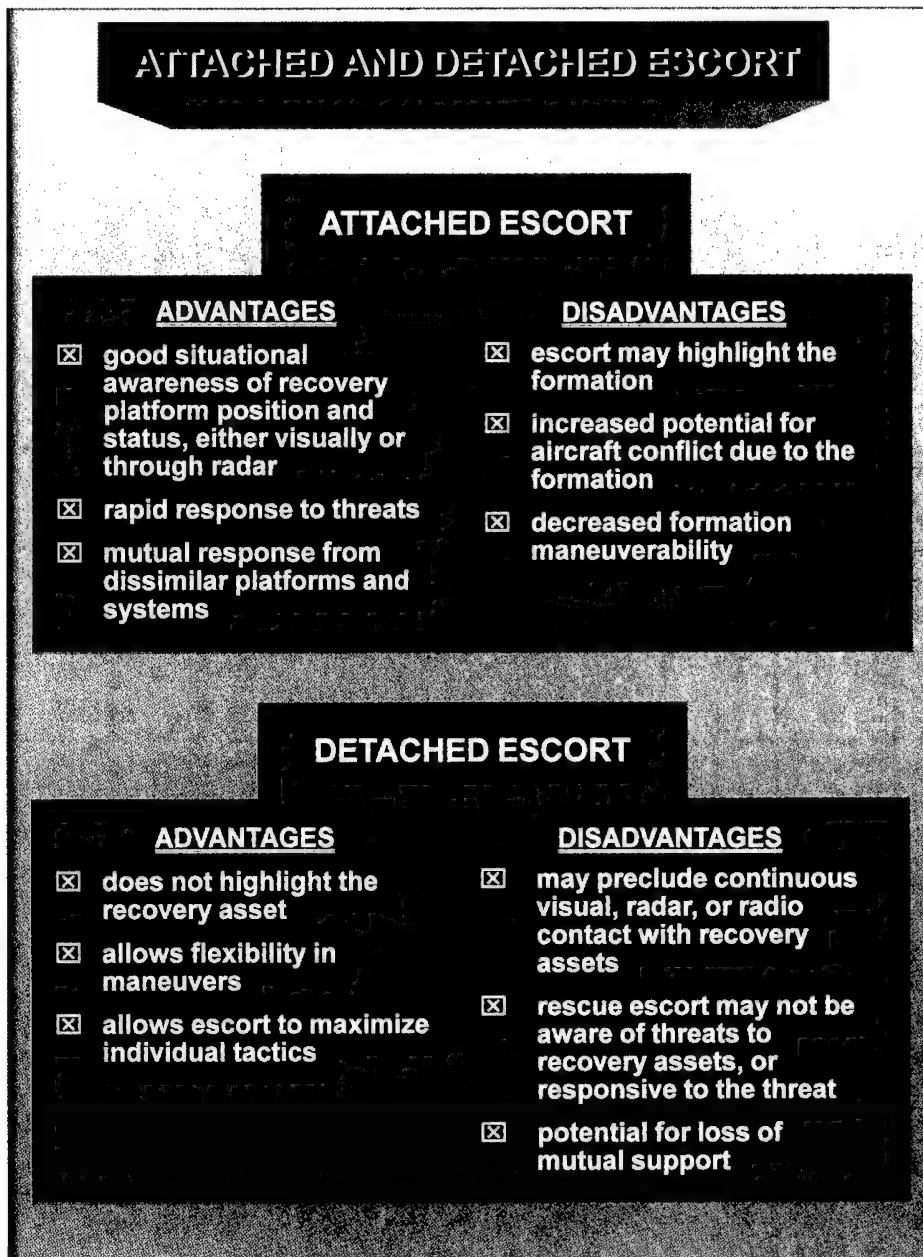 ATTACHED AND DETACHED ESCORT
ATTACHED ESCORT
ADVANTAGES
☒ good situational
awareness of recovery
platform position and
status, either visually or
through radar
☒ rapid response to threats
☒ mutual response from
dissimilar platforms and
systems
DISADVANTAGES
☒ escort may highlight the
formation
☒ increased potential for
aircraft conflict due to the
formation
☒ decreased formation
maneuverability
DETACHED ESCORT
ADVANTAGES
☒ does not highlight the
recovery asset
☒ allows flexibility in
maneuvers
☒ allows escort to maximize
individual tactics
DISADVANTAGES
☒ may preclude continuous
visual, radar, or radio
contact with recovery
assets
☒ rescue escort may not be
aware of threats to
recovery assets, or
responsive to the threat
☒ potential for loss of
mutual support